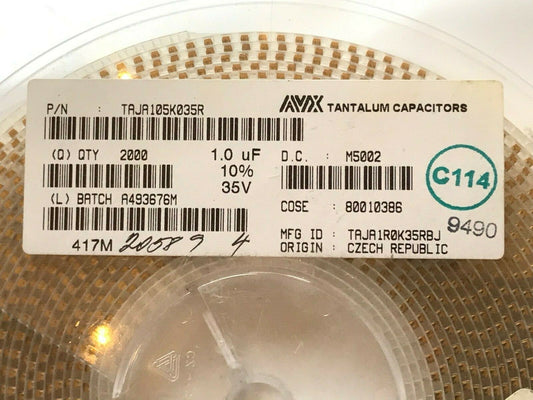 P/N : TAJA105K035R
AVX TANTALUM CAPACITORS
(Q) QTY 2000
1.0 uF
10%
35V
D.C. : M5002
C114
(L) BATCH A493676M
COSE : 80010386
9490
417M 20589 4
MFG ID : TAJA1R0K35RBJ
ORIGIN : CZECH REPUBLIC